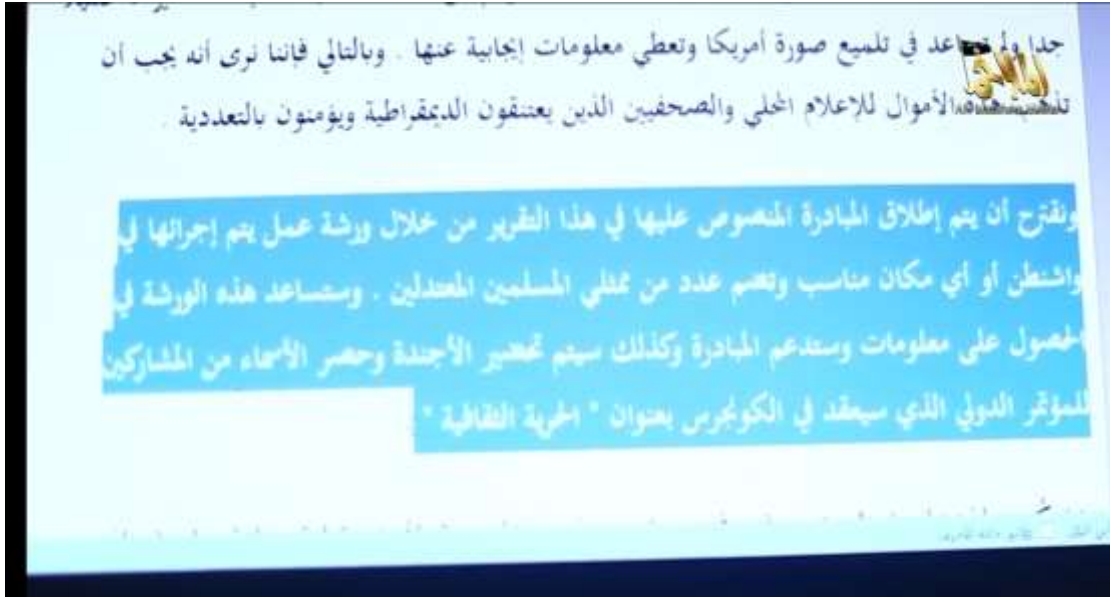 جدا ولم تساعد في تلميع صورة أمريكا وتعطي معلومات إيجابية عنها . وبالتالي فإننا نرى أنه يجب أن
تذهب هذه الأموال للإعلام المحلي والصحفيين الذين يعتنقون الديمقراطية ويؤمنون بالتعددية .
ونقترح أن يتم إطلاق المبادرة المنصوص عليها في هذا التقرير من خلال ورشة عمل يتم إجرائها في
واشنطن أو أي مكان مناسب وتضم عدد من ممثلي المسلمين المعتدلين . وستساعد هذه الورشة في
الحصول على معلومات وستدعم المبادرة وكذلك سيتم تحضير الأجندة وحصر الأسماء من المشاركين
للمؤتمر الدولي الذي سيعقد في الكونجرس بعنوان " الحرية الثقافية " .